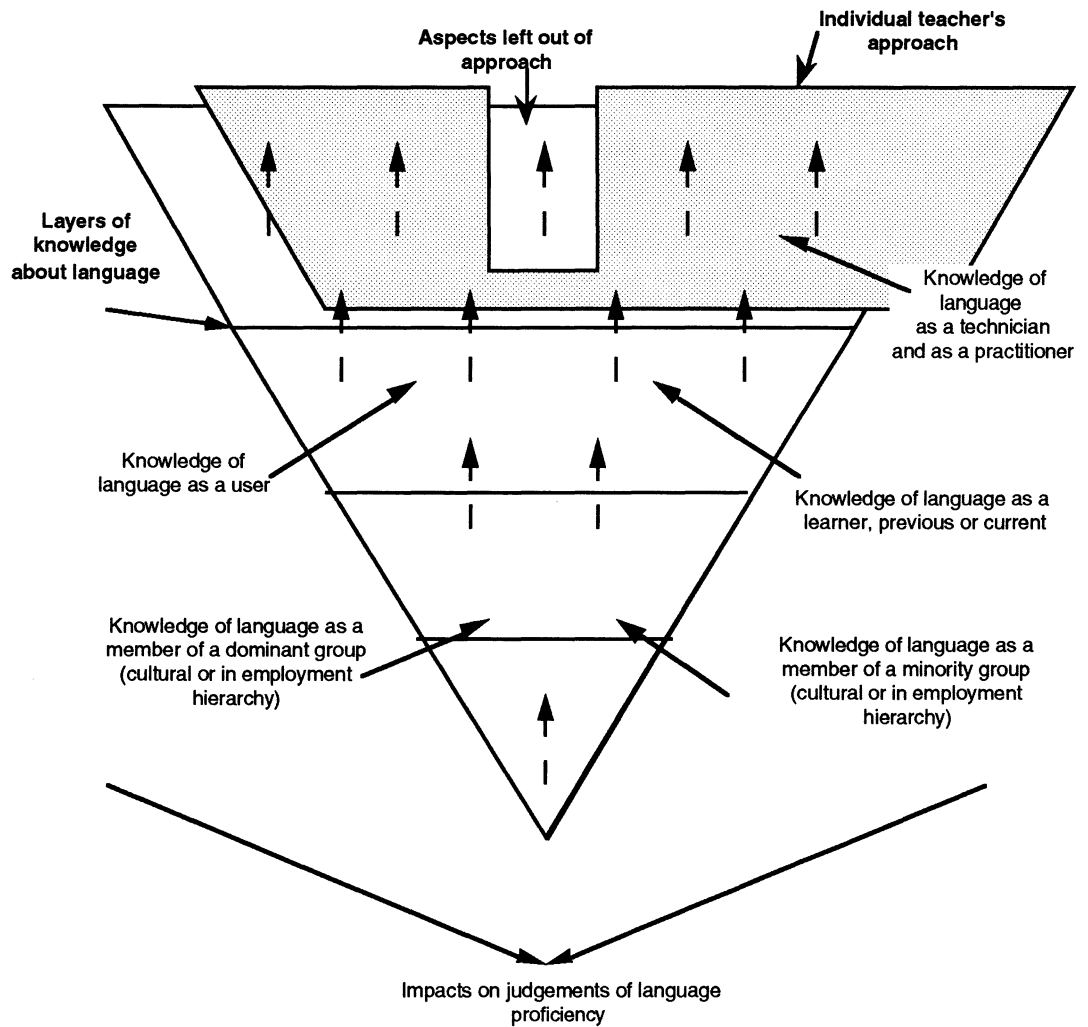 Aspects left out of
approach
Individual teacher's
approach
Layers of
knowledge
about language
Knowledge of
language
as a technician
and as a practitioner
Knowledge of
language as a user
Knowledge of language as a
learner, previous or current
Knowledge of language as a
member of a dominant group
(cultural or in employment
hierarchy)
Knowledge of language as a
member of a minority group
(cultural or in employment
hierarchy)
Impacts on judgements of language
proficiency